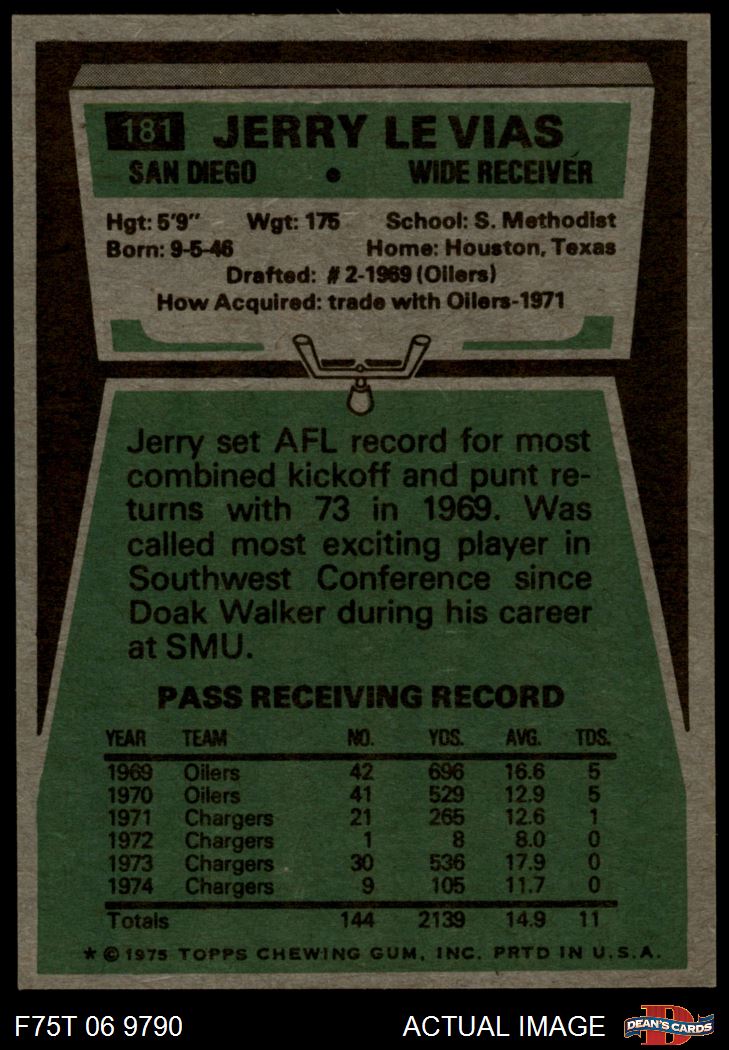 181 JERRY LE VIAS
SAN DIEGO • WIDE RECEIVER
Hgt: 5'9" Wgt: 175 School: S. Methodist
Born: 9-5-46 Home: Houston, Texas
Drafted: #2-1969 (Oilers)
How Acquired: trade with Oilers-1971
Jerry set AFL record for most
combined kickoff and punt re-
turns with 73 in 1969. Was
called most exciting player in
Southwest Conference since
Doak Walker during his career
at SMU.
PASS RECEIVING RECORD
YEAR TEAM NO. YDS. AVG. TDS.
1969 Oilers 42 696 16.6 5
1970 Oilers 41 529 12.9 5
1971 Chargers 21 265 12.6 1
1972 Chargers 1 8 8.0 0
1973 Chargers 30 536 17.9 0
1974 Chargers 9 105 11.7 0
Totals 144 2139 14.9 11
* © 1975 TOPPS CHEWING GUM, INC. PRTD IN U.S.A.
F75T 06 9790 ACTUAL IMAGE DEAN'S CARDS